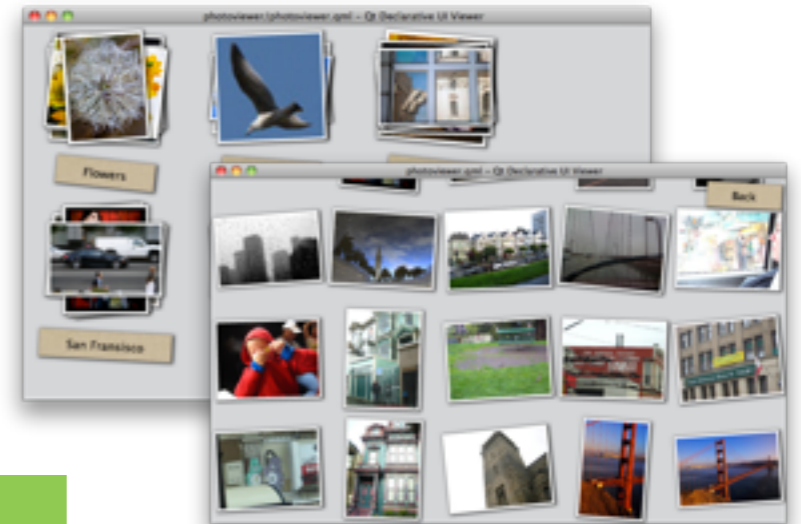 photoviewer/photoviewer.qml – Qt Declarative UI Viewer
Flowers
photoviewer.qml – Qt Declarative UI Viewer
Back
San Fransisco